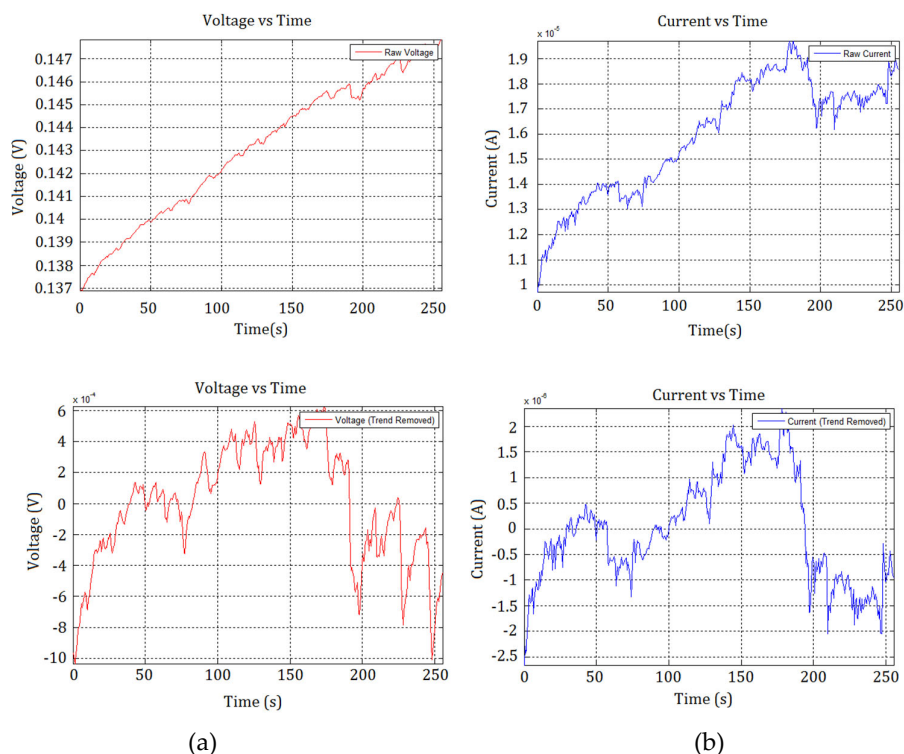 Voltage vs Time
0.147
0.146
0.145
0.144
0.143
0.142
0.141
0.14
0.139
0.138
0.137
Voltage (V)
Raw Voltage
0 50 100 150 200 250
Time(s)
Current vs Time
x 10⁻⁵
1.9
1.8
1.7
1.6
1.5
1.4
1.3
1.2
1.1
1
Current (A)
Raw Current
0 50 100 150 200 250
Time(s)
Voltage vs Time
x 10⁻⁴
6
4
2
0
-2
-4
-6
-8
-10
Voltage (V)
Voltage (Trend Removed)
0 50 100 150 200 250
Time (s)
Current vs Time
x 10⁻⁶
2
1.5
1
0.5
0
-0.5
-1
-1.5
-2
-2.5
Current (A)
Current (Trend Removed)
0 50 100 150 200 250
Time (s)
(a)
(b)